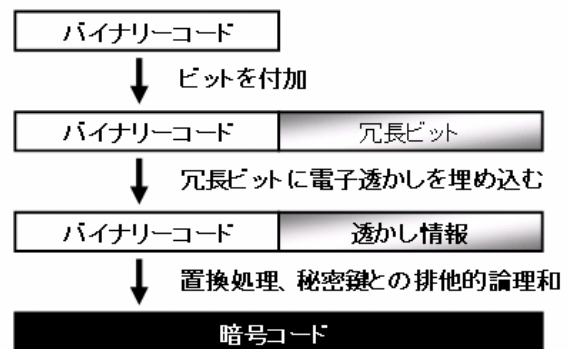 バイナリーコード
ビットを付加
バイナリーコード 冗長ビット
冗長ビットに電子透かしを埋め込む
バイナリーコード 透かし情報
置換処理、秘密鍵との排他的論理和
暗号コード